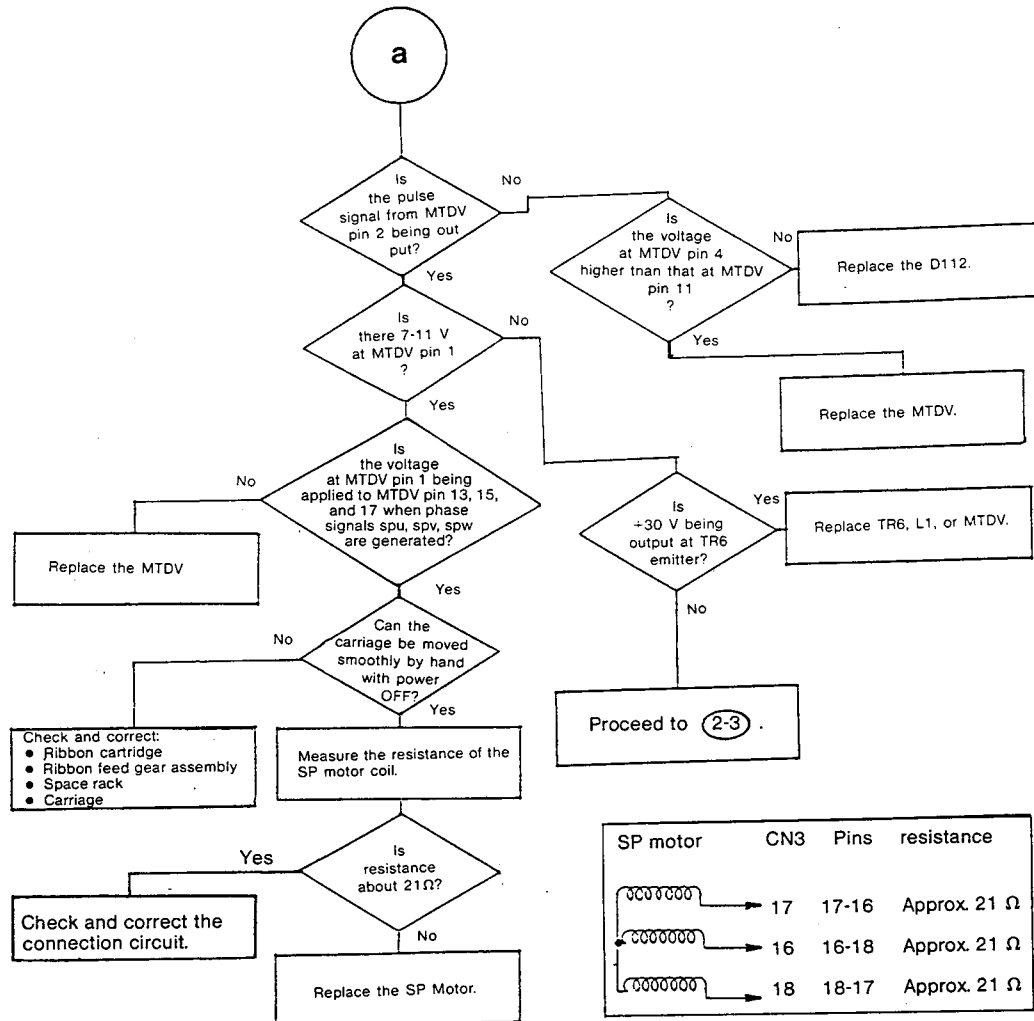 a
Is
the pulse
signal from MTDV
pin 2 being out
put?
No
Yes
Is
the voltage
at MTDV pin 4
higher tnan that at MTDV
pin 11
?
No
Replace the D112.
Yes
Replace the MTDV.
Is
there 7-11 V
at MTDV pin 1
?
No
Yes
Is
the voltage
at MTDV pin 1 being
applied to MTDV pin 13, 15,
and 17 when phase
signals spu, spv, spw
are generated?
No
Replace the MTDV
Yes
Is
+30 V being
output at TR6
emitter?
Yes
Replace TR6, L1, or MTDV.
No
Proceed to 2-3 .
Can the
carriage be moved
smoothly by hand
with power
OFF?
No
Yes
Check and correct:
● Ribbon cartridge
● Ribbon feed gear assembly
● Space rack
● Carriage
Measure the resistance of the
SP motor coil.
Is
resistance
about 21Ω?
Yes
Check and correct the
connection circuit.
No
Replace the SP Motor.
SP motor CN3 Pins resistance
17 17-16 Approx. 21 Ω
16 16-18 Approx. 21 Ω
18 18-17 Approx. 21 Ω